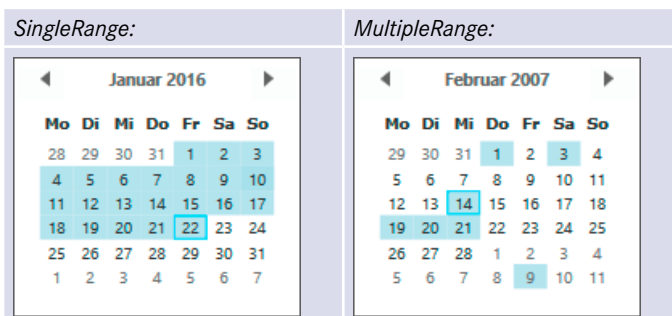 SingleRange:
Januar 2016
Mo Di Mi Do Fr Sa So
28 29 30 31 1 2 3
4 5 6 7 8 9 10
11 12 13 14 15 16 17
18 19 20 21 22 23 24
25 26 27 28 29 30 31
1 2 3 4 5 6 7
MultipleRange:
Februar 2007
Mo Di Mi Do Fr Sa So
29 30 31 1 2 3 4
5 6 7 8 9 10 11
12 13 14 15 16 17 18
19 20 21 22 23 24 25
26 27 28 1 2 3 4
5 6 7 8 9 10 11